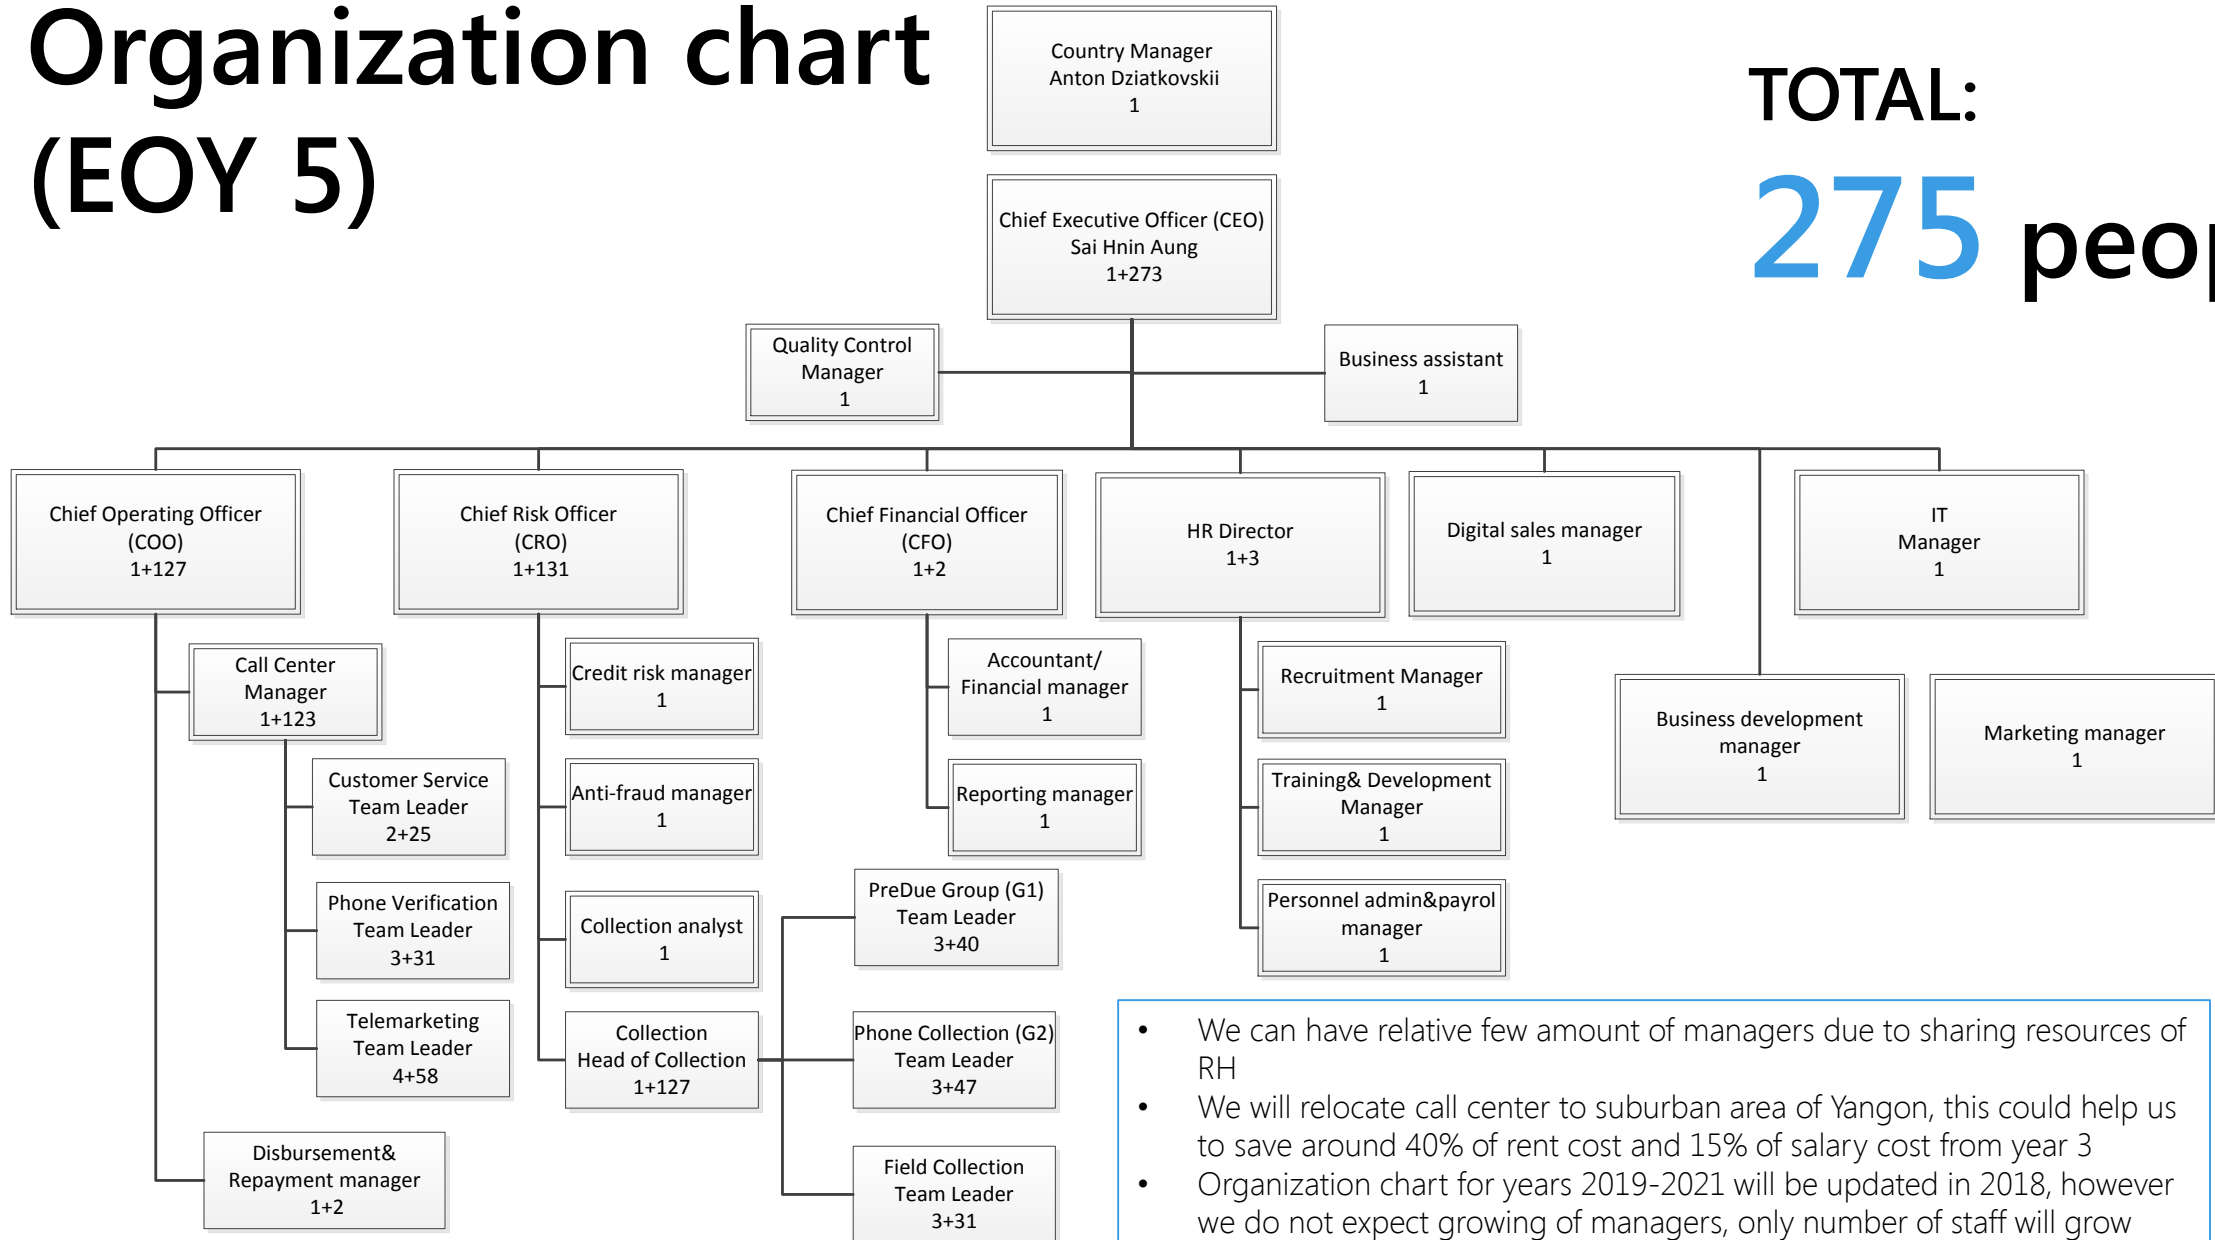 Organization chart
(EOY 5)
TOTAL:
275
Country Manager
Anton Dziatkovskii
1
Chief Executive Officer (CEO)
Sai Hnin Aung
1+273
Quality Control
Manager
1
Business assistant
1
Chief Operating Officer
(COO)
1+127
Chief Risk Officer
(CRO)
1+131
Chief Financial Officer
(CFO)
1+2
HR Director
1+3
Digital sales manager
1
IT
Manager
1
Call Center
Manager
1+123
Customer Service
Team Leader
2+25
Phone Verification
Team Leader
3+31
Telemarketing
Team Leader
4+58
Disbursement&
Repayment manager
1+2
Credit risk manager
1
Anti-fraud manager
1
Collection analyst
1
Collection
Head of Collection
1+127
PreDue Group (G1)
Team Leader
3+40
Phone Collection (G2)
Team Leader
3+47
Field Collection
Team Leader
3+31
Accountant/
Financial manager
1
Reporting manager
1
Recruitment Manager
1
Training& Development
Manager
1
Personnel admin&payrol
manager
1
Business development
manager
1
Marketing manager
1
• We can have relative few amount of managers due to sharing resources of
RH
• We will relocate call center to suburban area of Yangon, this could help us
to save around 40% of rent cost and 15% of salary cost from year 3
• Organization chart for years 2019-2021 will be updated in 2018, however
we do not expect growing of managers, only number of staff will grow